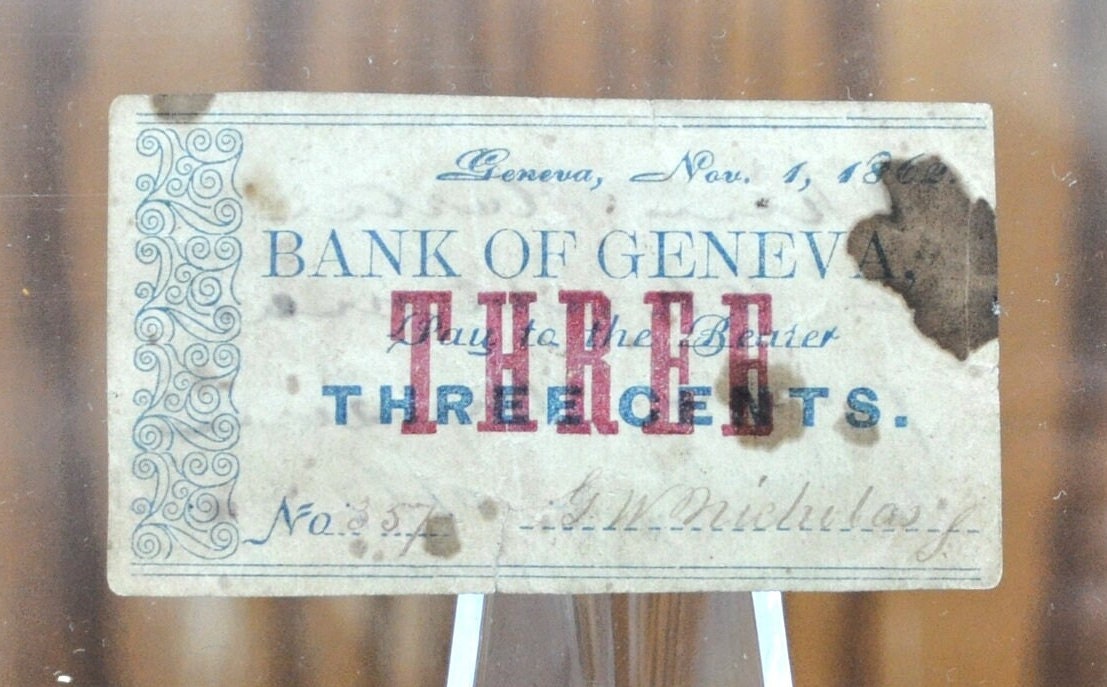 Geneva, Nov. 1, 1862.
BANK OF GENEVA,
THREE
Pay to the Bearer
THREE CENTS.
No. 357 G W Nicholas